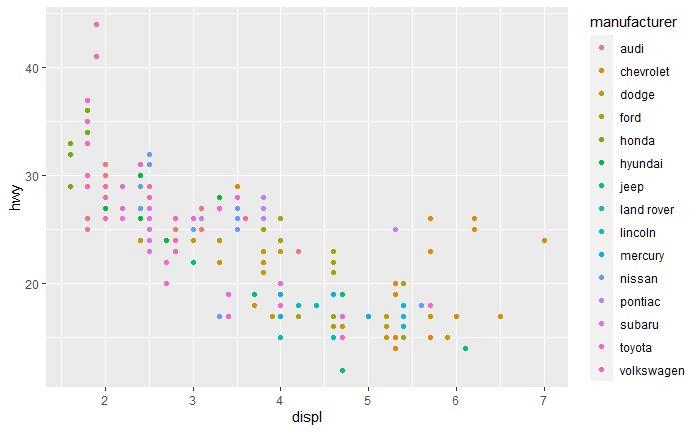 manufacturer
audi
chevrolet
dodge
ford
honda
hyundai
jeep
land rover
lincoln
mercury
nissan
pontiac
subaru
toyota
volkswagen
hwy
40
30
20
2 3 4 5 6 7
displ